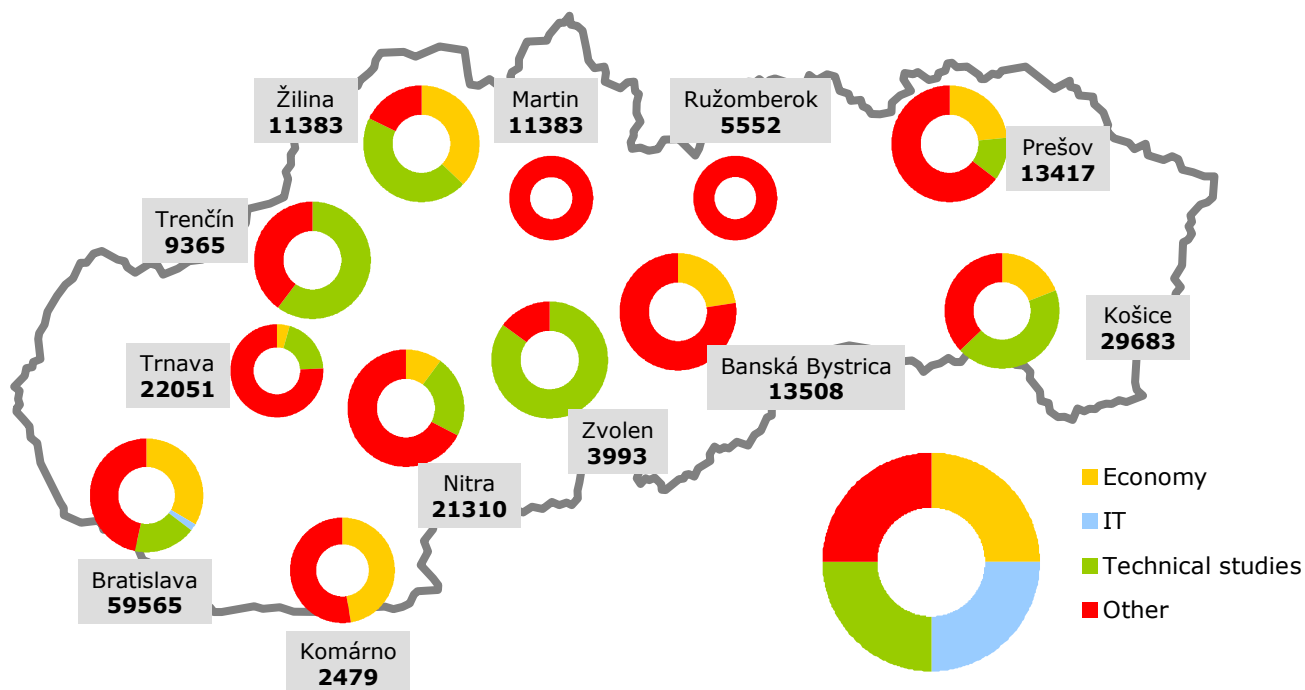 Žilina
11383
Martin
11383
Ružomberok
5552
Prešov
13417
Trenčín
9365
Košice
29683
Trnava
22051
Banská Bystrica
13508
Zvolen
3993
Nitra
21310
Bratislava
59565
Komárno
2479
Economy
IT
Technical studies
Other